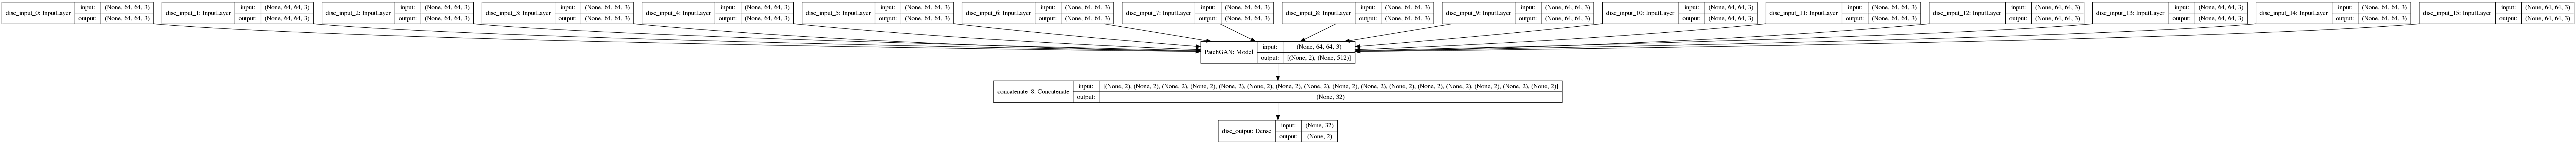 disc_input_0: InputLayer input: (None, 64, 64, 3) output: (None, 64, 64, 3)
disc_input_1: InputLayer input: (None, 64, 64, 3) output: (None, 64, 64, 3)
disc_input_2: InputLayer input: (None, 64, 64, 3) output: (None, 64, 64, 3)
disc_input_3: InputLayer input: (None, 64, 64, 3) output: (None, 64, 64, 3)
disc_input_4: InputLayer input: (None, 64, 64, 3) output: (None, 64, 64, 3)
disc_input_5: InputLayer input: (None, 64, 64, 3) output: (None, 64, 64, 3)
disc_input_6: InputLayer input: (None, 64, 64, 3) output: (None, 64, 64, 3)
disc_input_7: InputLayer input: (None, 64, 64, 3) output: (None, 64, 64, 3)
disc_input_8: InputLayer input: (None, 64, 64, 3) output: (None, 64, 64, 3)
disc_input_9: InputLayer input: (None, 64, 64, 3) output: (None, 64, 64, 3)
disc_input_10: InputLayer input: (None, 64, 64, 3) output: (None, 64, 64, 3)
disc_input_11: InputLayer input: (None, 64, 64, 3) output: (None, 64, 64, 3)
disc_input_12: InputLayer input: (None, 64, 64, 3) output: (None, 64, 64, 3)
disc_input_13: InputLayer input: (None, 64, 64, 3) output: (None, 64, 64, 3)
disc_input_14: InputLayer input: (None, 64, 64, 3) output: (None, 64, 64, 3)
disc_input_15: InputLayer input: (None, 64, 64, 3) output: (None, 64, 64, 3)
PatchGAN: Model input: (None, 64, 64, 3) output: [(None, 2), (None, 512)]
concatenate_8: Concatenate input: [(None, 2), (None, 2), (None, 2), (None, 2), (None, 2), (None, 2), (None, 2), (None, 2), (None, 2), (None, 2), (None, 2), (None, 2), (None, 2), (None, 2), (None, 2), (None, 2)] output: (None, 32)
disc_output: Dense input: (None, 32) output: (None, 2)